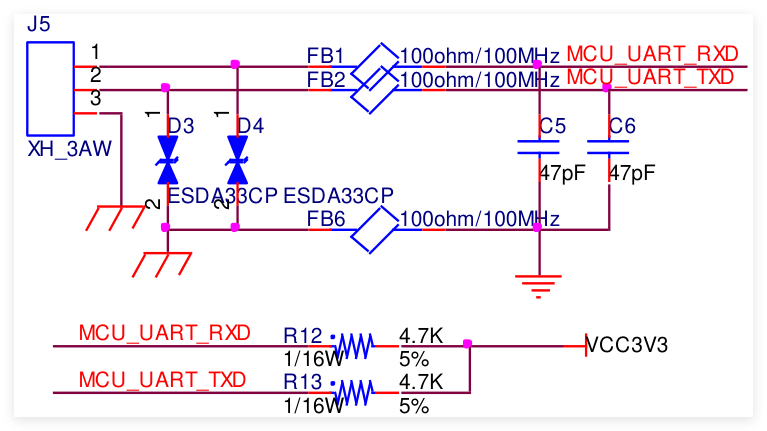 J5
1
FB1 100ohm/100MHz MCU_UART_RXD
2
FB2 100ohm/100MHz MCU_UART_TXD
3
1 D3 1 D4 C5 C6
XH_3AW
47pF 47pF
2 ESDA33CP 2 ESDA33CP
FB6 100ohm/100MHz
MCU_UART_RXD R12 4.7K VCC3V3
1/16W 5%
MCU_UART_TXD R13 4.7K
1/16W 5%